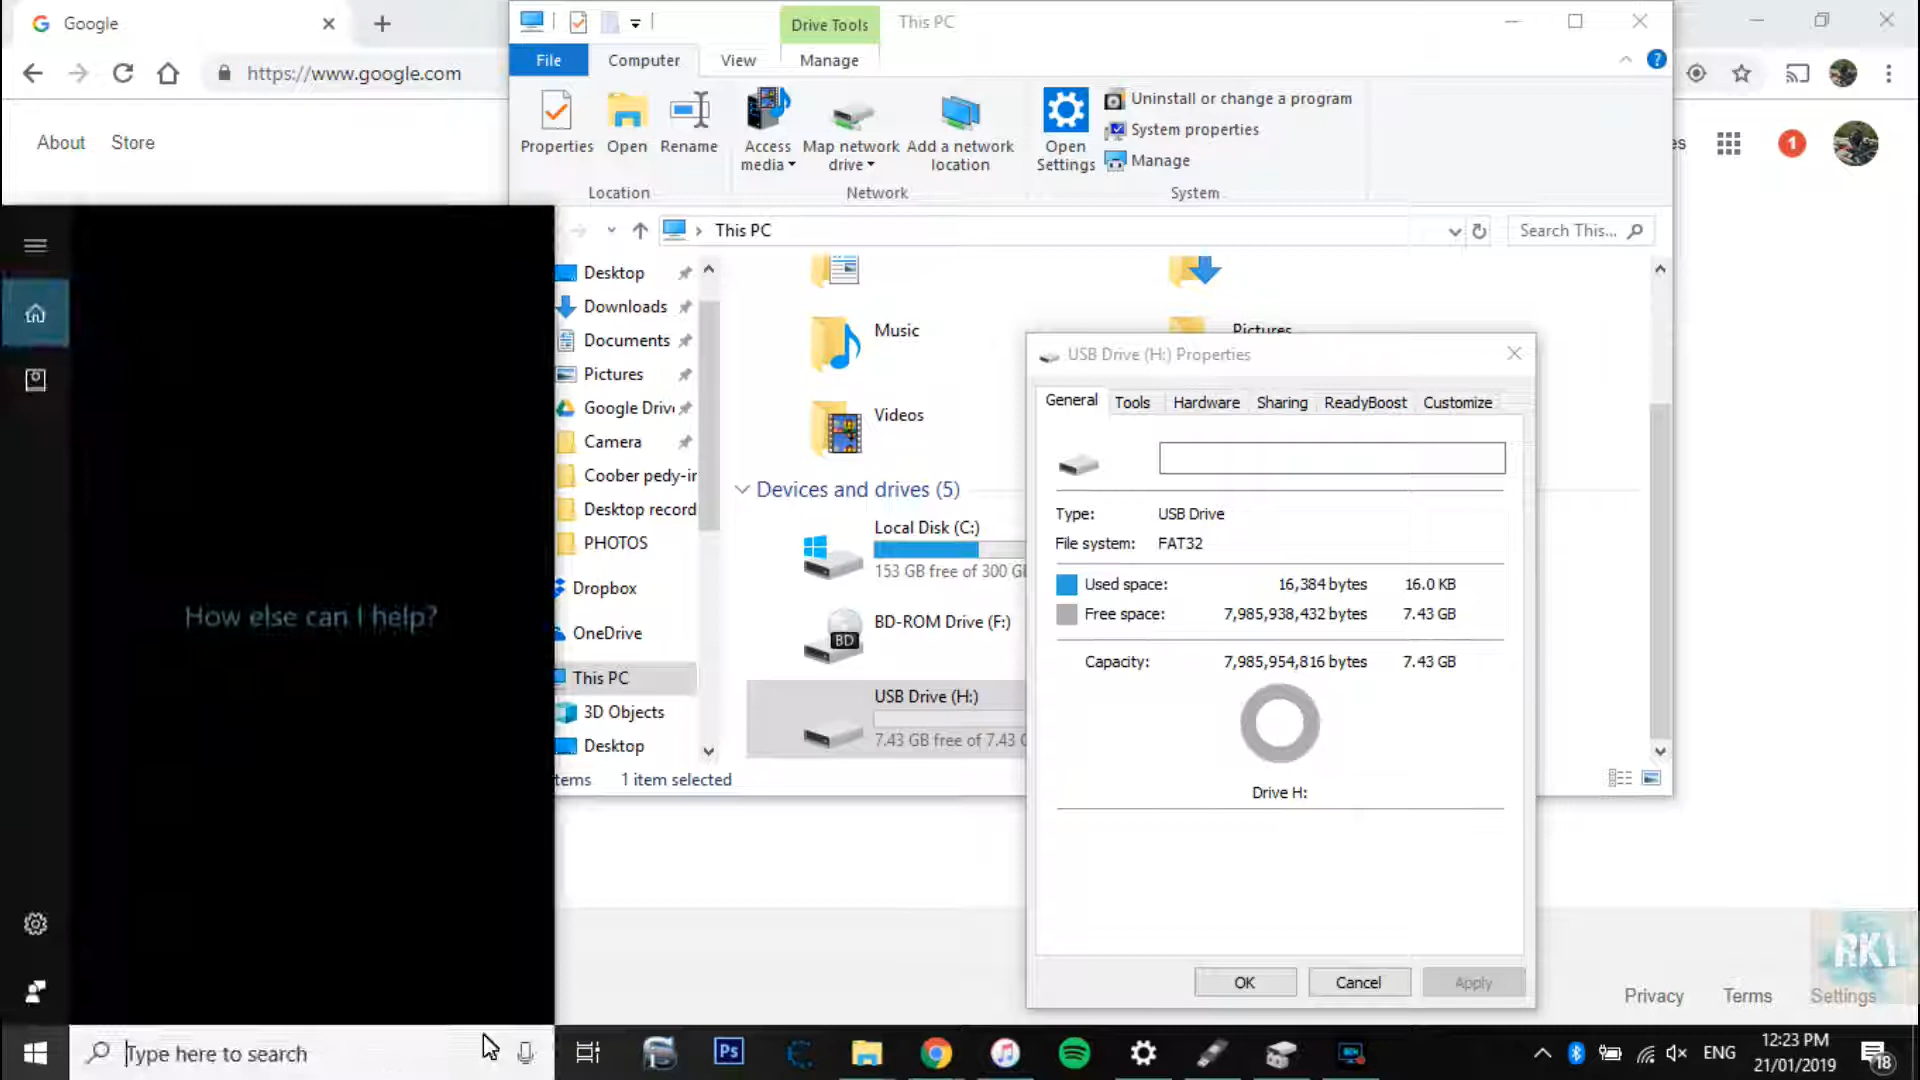 Google
Drive Tools
This PC
File
Computer
View
Manage
https://www.google.com
About
Store
Properties
Open
Rename
Access media
Map network drive
Add a network location
Open Settings
Uninstall or change a program
System properties
Manage
Location
Network
System
1
This PC
Search This...
Desktop
Downloads
Documents
Pictures
Google Driv
Camera
Coober pedy-in
Desktop record
PHOTOS
Dropbox
OneDrive
This PC
3D Objects
Desktop
Music
Pictures
Videos
Devices and drives (5)
Local Disk (C:)
153 GB free of 300 G
BD-ROM Drive (F:)
BD
USB Drive (H:)
7.43 GB free of 7.43
tems
1 item selected
USB Drive (H:) Properties
General
Tools
Hardware
Sharing
ReadyBoost
Customize
Type: USB Drive
File system: FAT32
Used space: 16,384 bytes 16.0 KB
Free space: 7,985,938,432 bytes 7.43 GB
Capacity: 7,985,954,816 bytes 7.43 GB
Drive H:
OK
Cancel
Apply
How else can I help?
RKI
Privacy
Terms
Settings
Type here to search
Ps
ENG
12:23 PM
21/01/2019
18